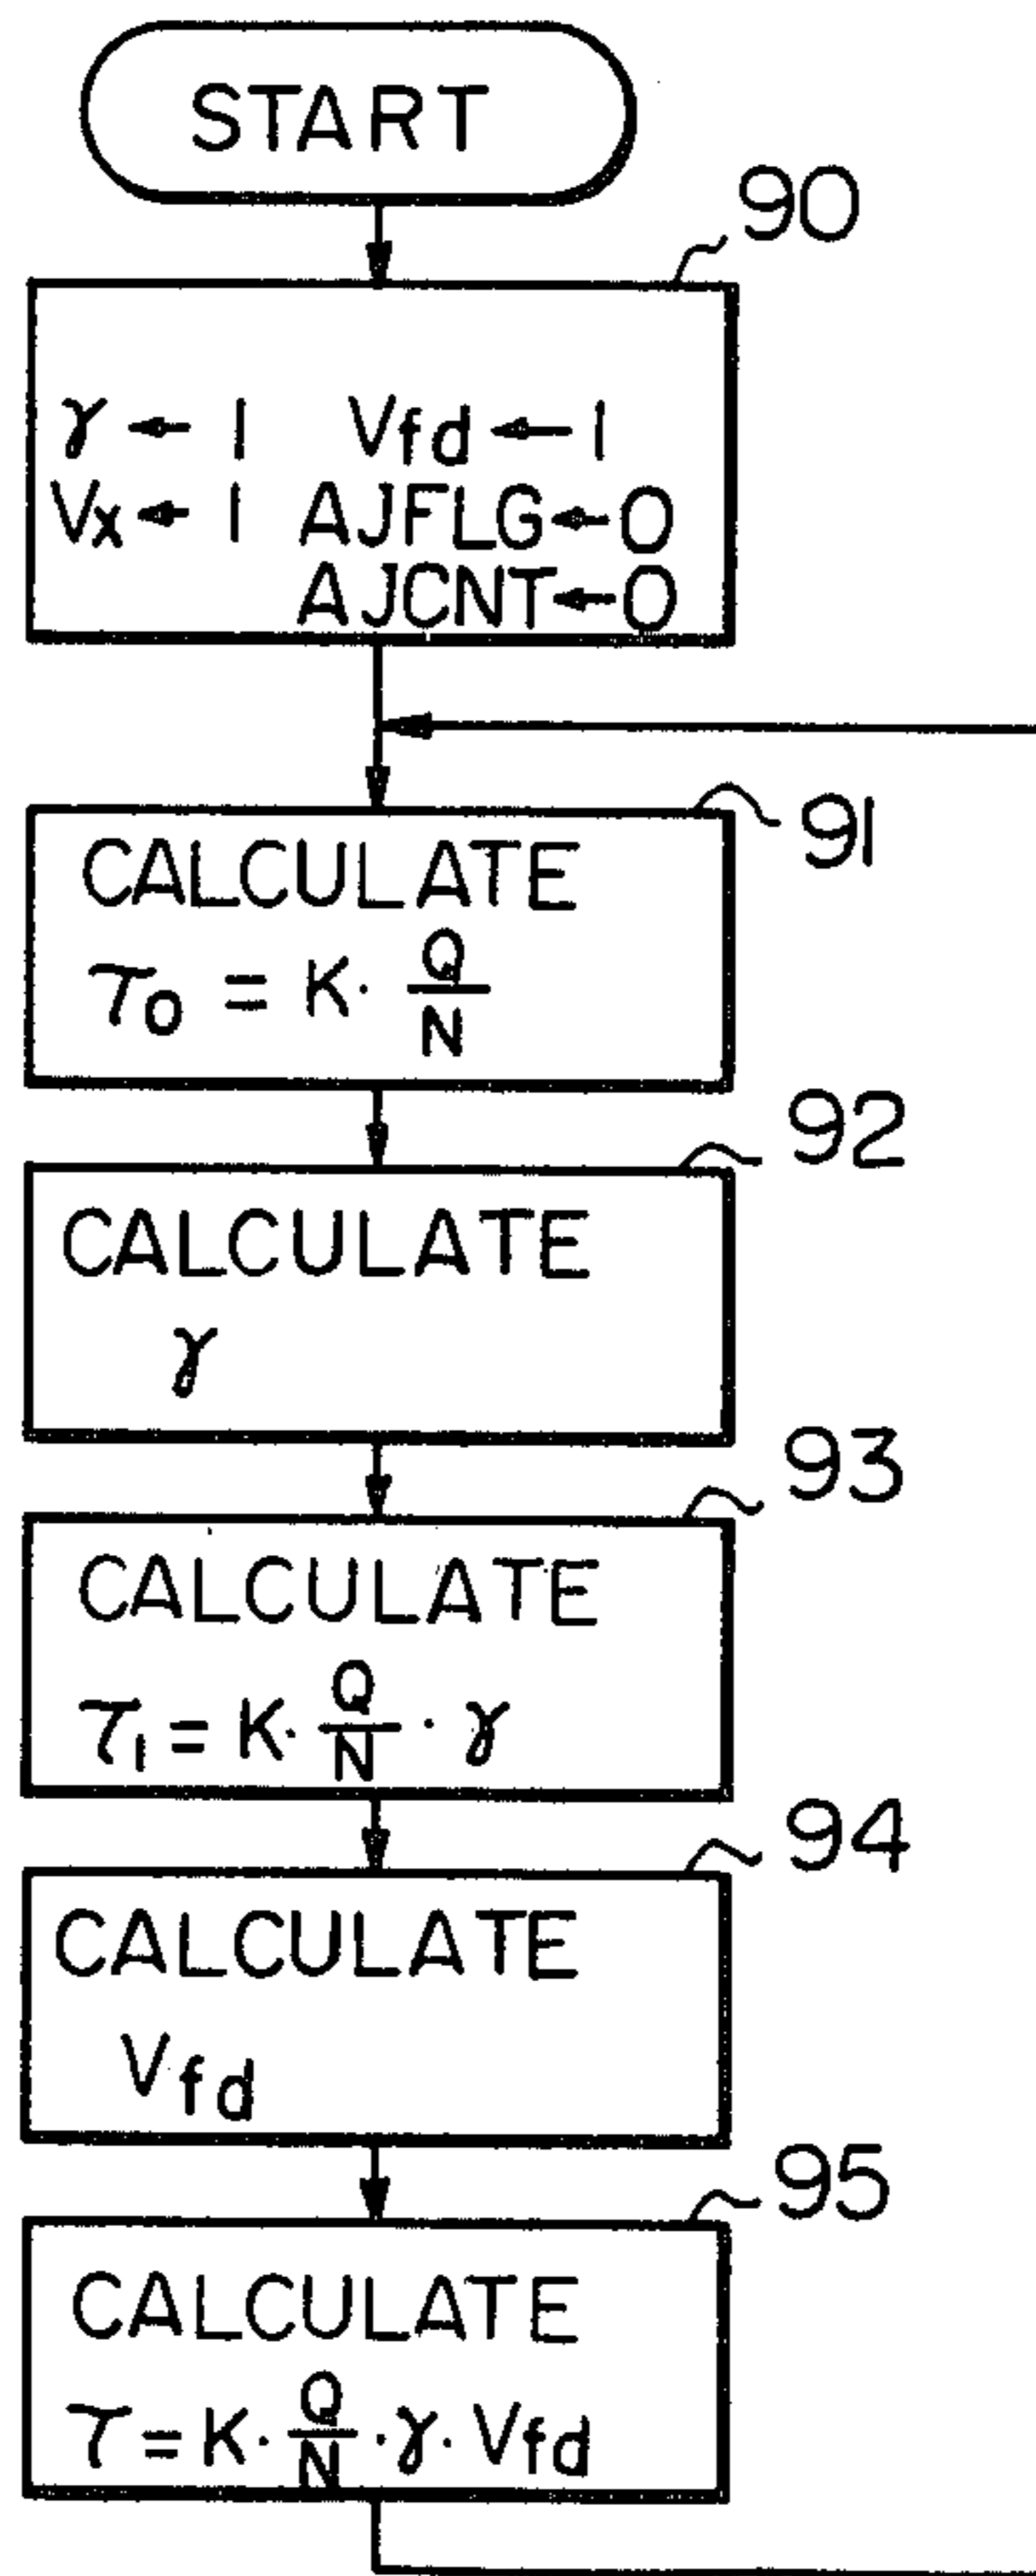 START
90
γ ← 1 Vfd ← 1
Vx ← 1 AJFLG ← 0
AJCNT ← 0
91
CALCULATE
τ0 = K · Q/N
92
CALCULATE
γ
93
CALCULATE
τ1 = K · Q/N · γ
94
CALCULATE
Vfd
95
CALCULATE
τ = K · Q/N · γ · Vfd